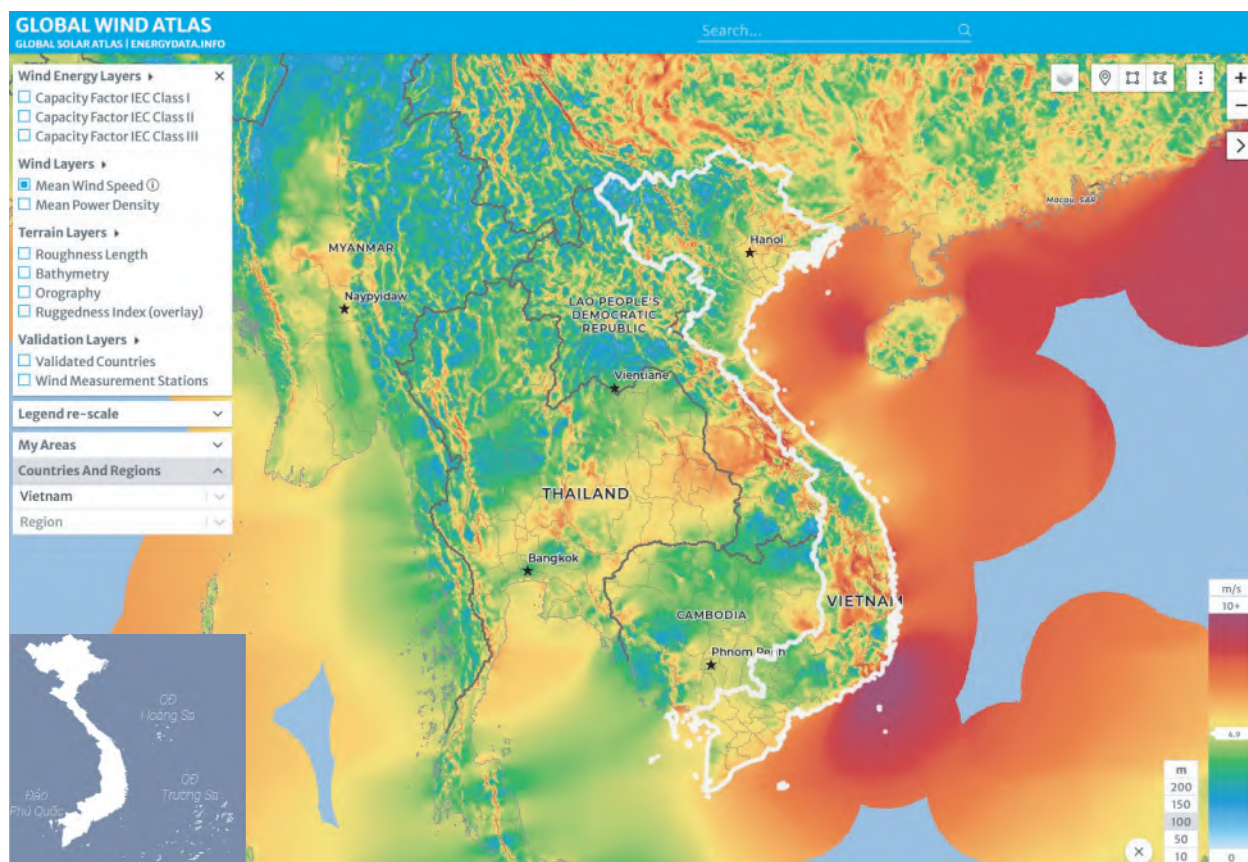 GLOBAL WIND ATLAS
GLOBAL SOLAR ATLAS | ENERGYDATA.INFO
Search...
Wind Energy Layers
Capacity Factor IEC Class I
Capacity Factor IEC Class II
Capacity Factor IEC Class III
Wind Layers
Mean Wind Speed
Mean Power Density
Terrain Layers
Roughness Length
Bathymetry
Orography
Ruggedness Index (overlay)
Validation Layers
Validated Countries
Wind Measurement Stations
Legend re-scale
My Areas
Countries And Regions
Vietnam
Region
MYANMAR
Naypyidaw
LAO PEOPLE'S
DEMOCRATIC
REPUBLIC
Vientiane
Hanoi
Macau, SAR
THAILAND
Bangkok
CAMBODIA
Phnom Penh
VIETNAM
QĐ
Hoàng Sa
QĐ
Trường Sa
Đảo
Phú Quốc
m/s
10+
6.9
0
m
200
150
100
50
10